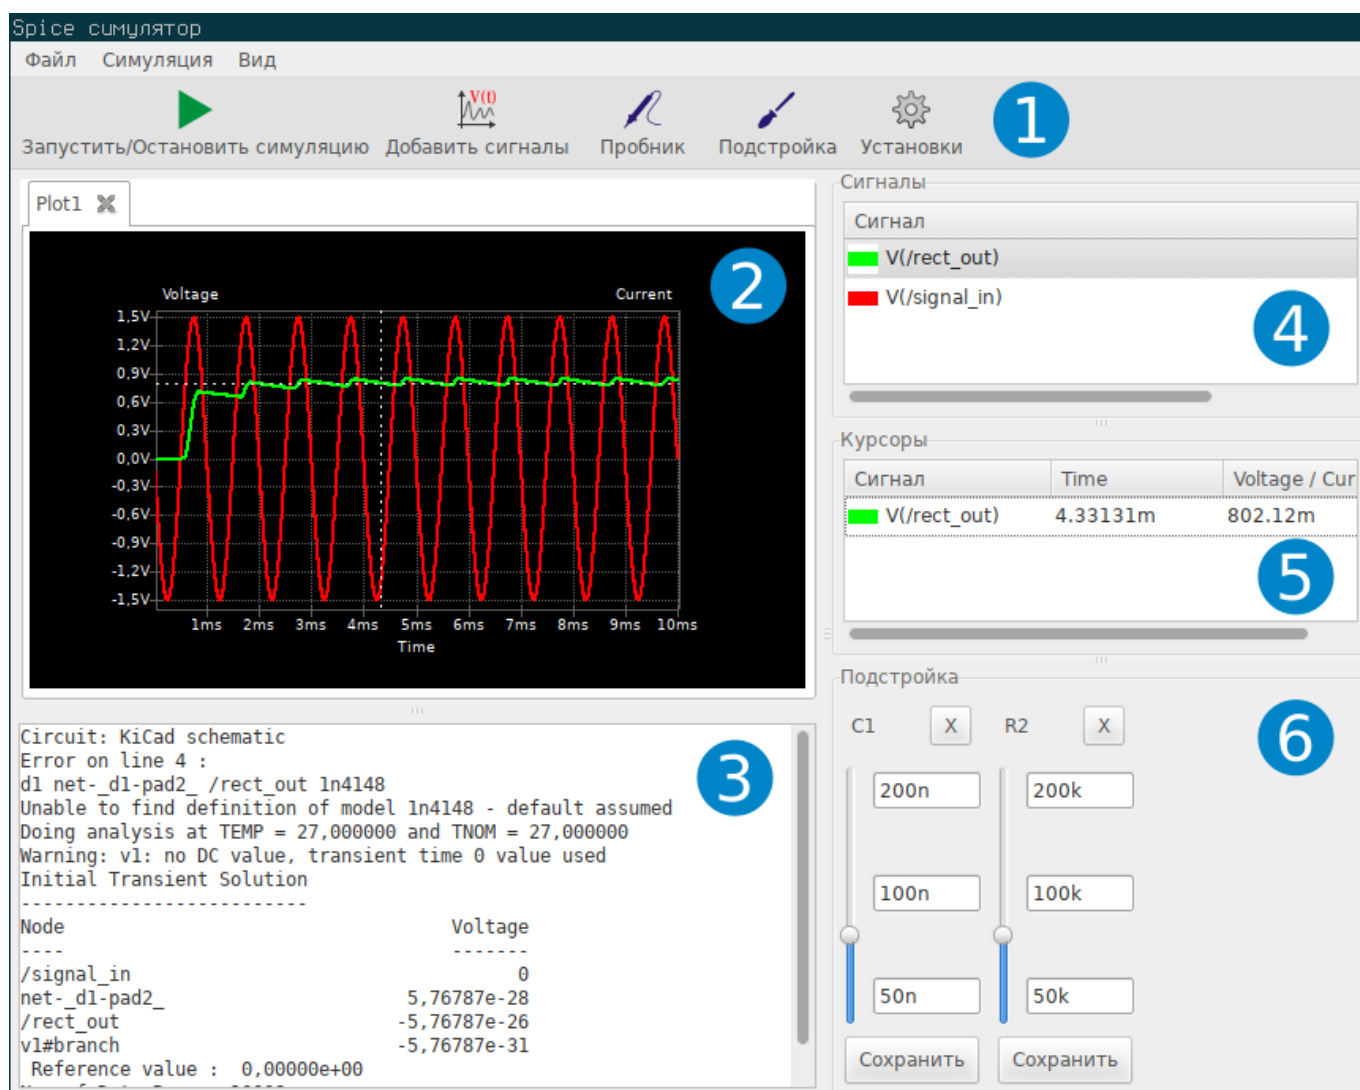 Spice симулятор
Файл Симуляция Вид
V(t)
Запустить/Остановить симуляцию Добавить сигналы Пробник Подстройка Установки
1
Plot1
2
Voltage Current
1,5V
1,2V
0,9V
0,6V
0,3V
0,0V
-0,3V
-0,6V
-0,9V
-1,2V
-1,5V
1ms 2ms 3ms 4ms 5ms 6ms 7ms 8ms 9ms 10ms
Time
Circuit: KiCad schematic
Error on line 4 :
d1 net-_d1-pad2_ /rect_out 1n4148
Unable to find definition of model 1n4148 - default assumed
Doing analysis at TEMP = 27,000000 and TNOM = 27,000000
Warning: v1: no DC value, transient time 0 value used
Initial Transient Solution
--------------------------
Node Voltage
---- -------
/signal_in 0
net-_d1-pad2_ 5,76787e-28
/rect_out -5,76787e-26
v1#branch -5,76787e-31
Reference value : 0,00000e+00
3
Сигналы
Сигнал
V(/rect_out)
V(/signal_in)
4
Курсоры
Сигнал Time Voltage / Cur
V(/rect_out) 4.33131m 802.12m
5
Подстройка
C1 X R2 X
6
200n 200k
100n 100k
50n 50k
Сохранить Сохранить